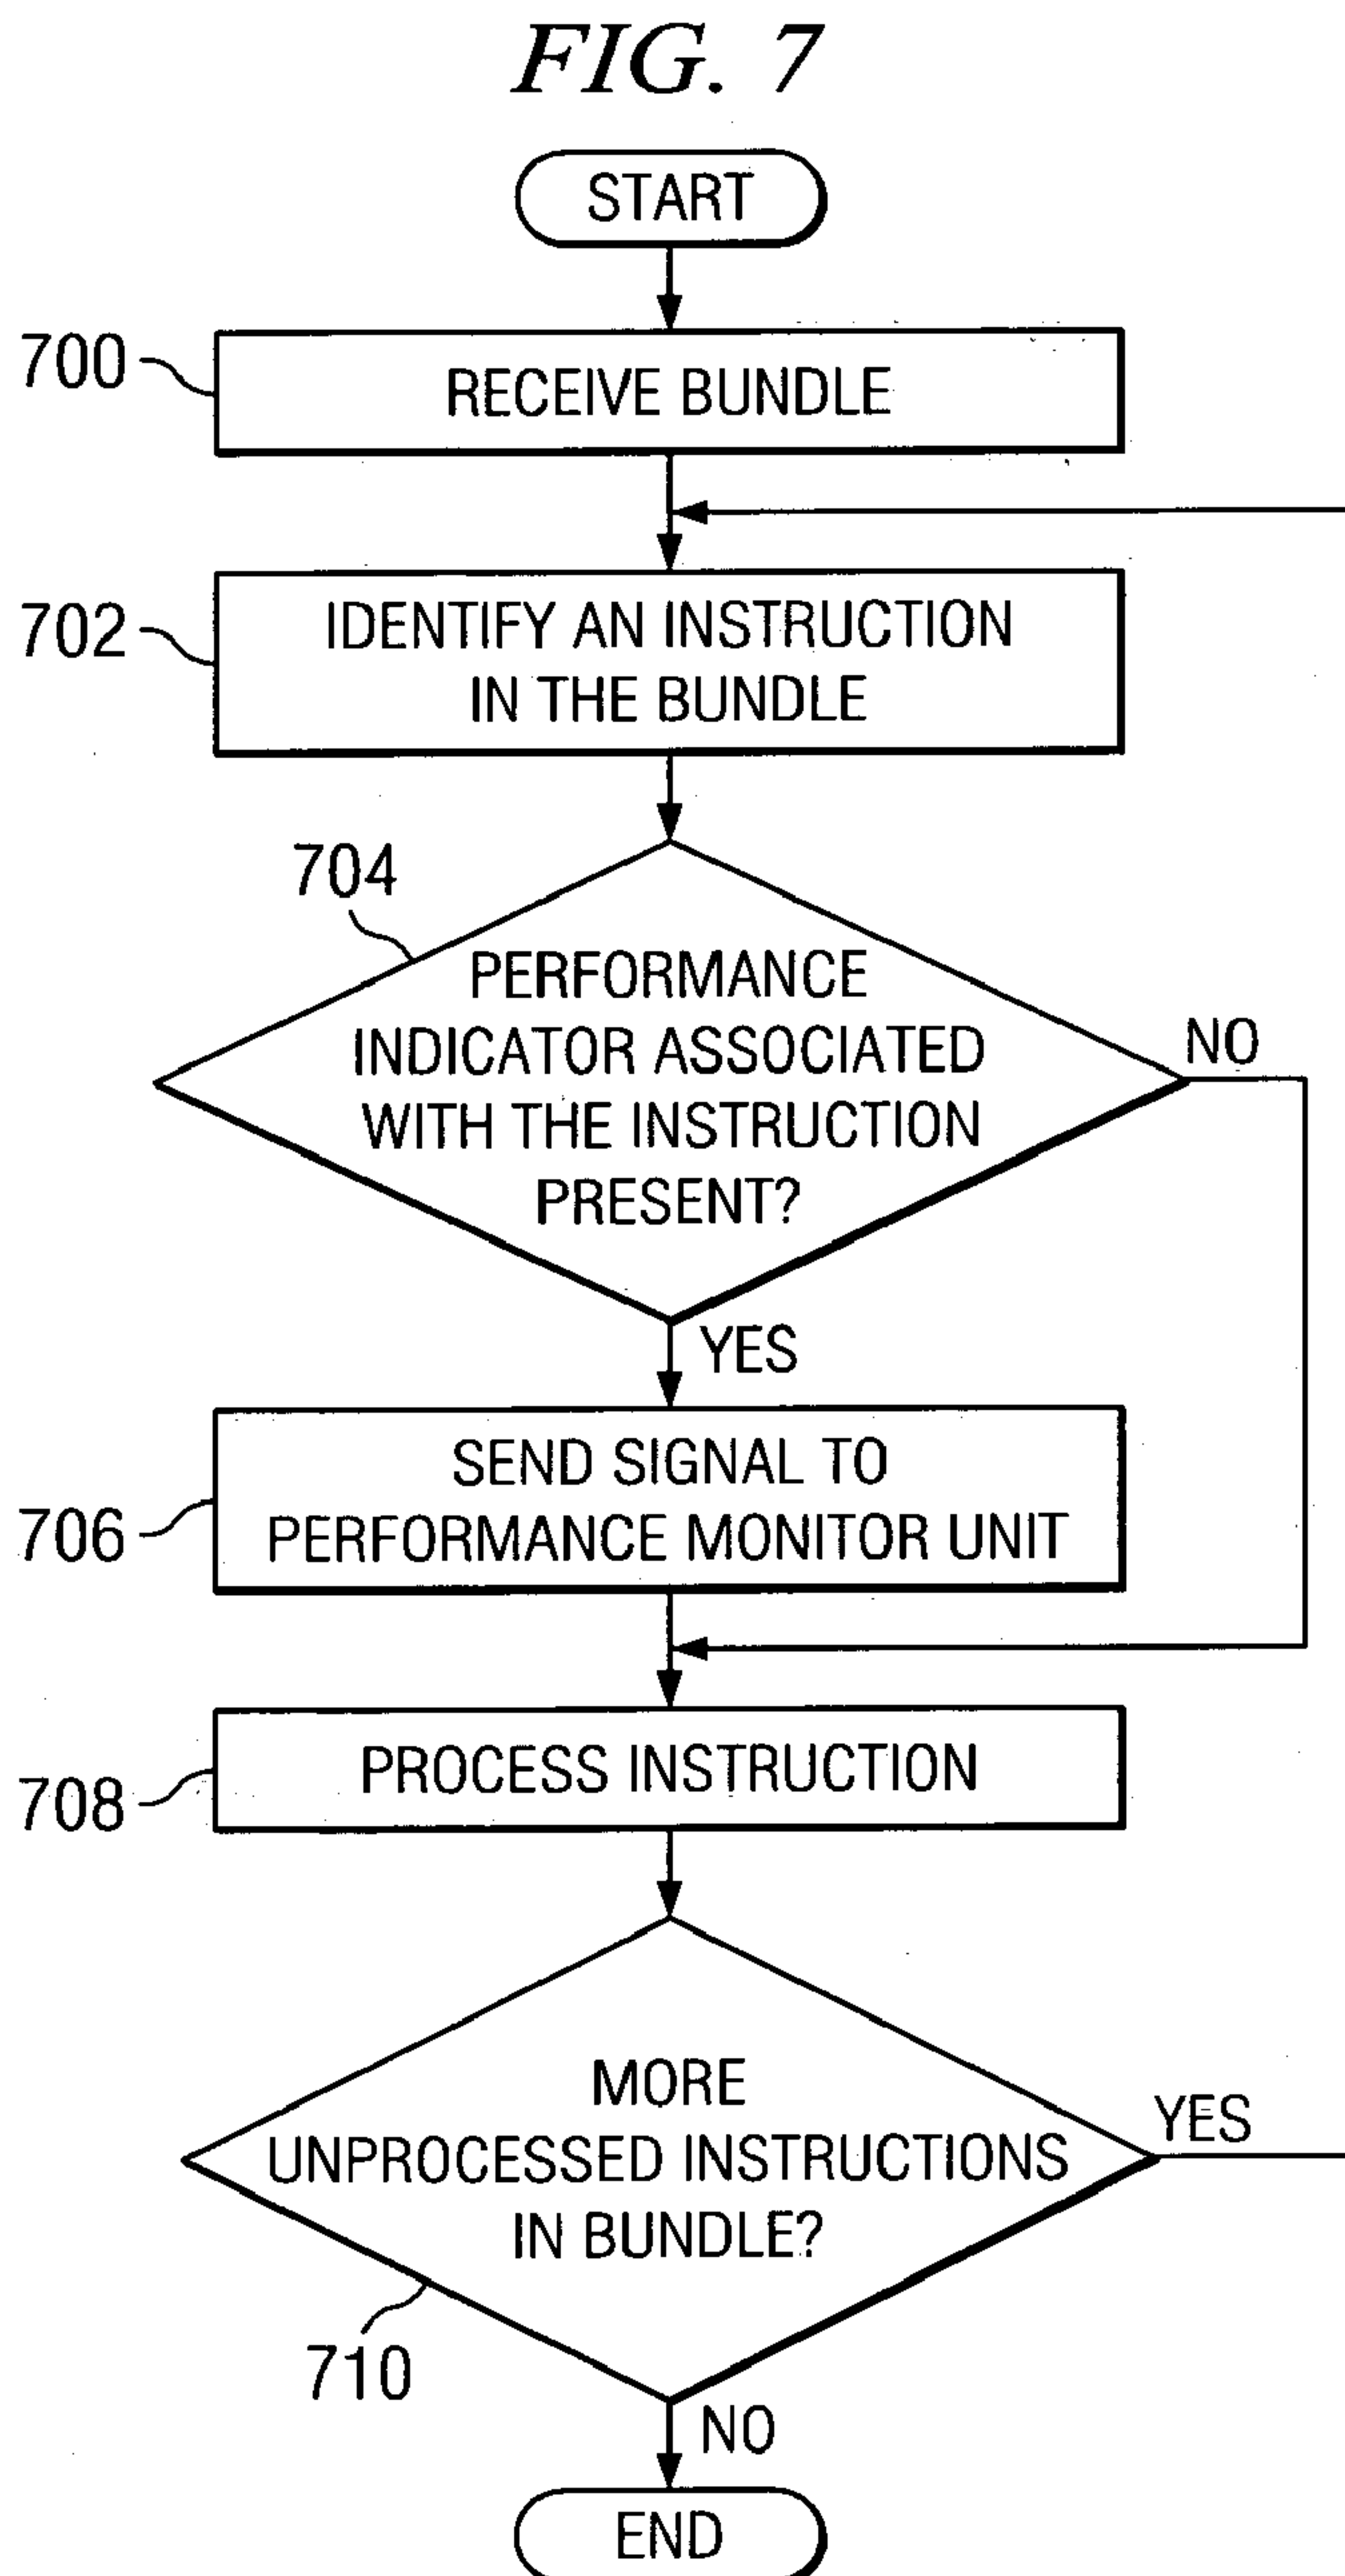 FIG. 7
START
700
RECEIVE BUNDLE
702
IDENTIFY AN INSTRUCTION
IN THE BUNDLE
704
PERFORMANCE
INDICATOR ASSOCIATED
WITH THE INSTRUCTION
PRESENT?
NO
YES
706
SEND SIGNAL TO
PERFORMANCE MONITOR UNIT
708
PROCESS INSTRUCTION
MORE
UNPROCESSED INSTRUCTIONS
IN BUNDLE?
YES
710
NO
END